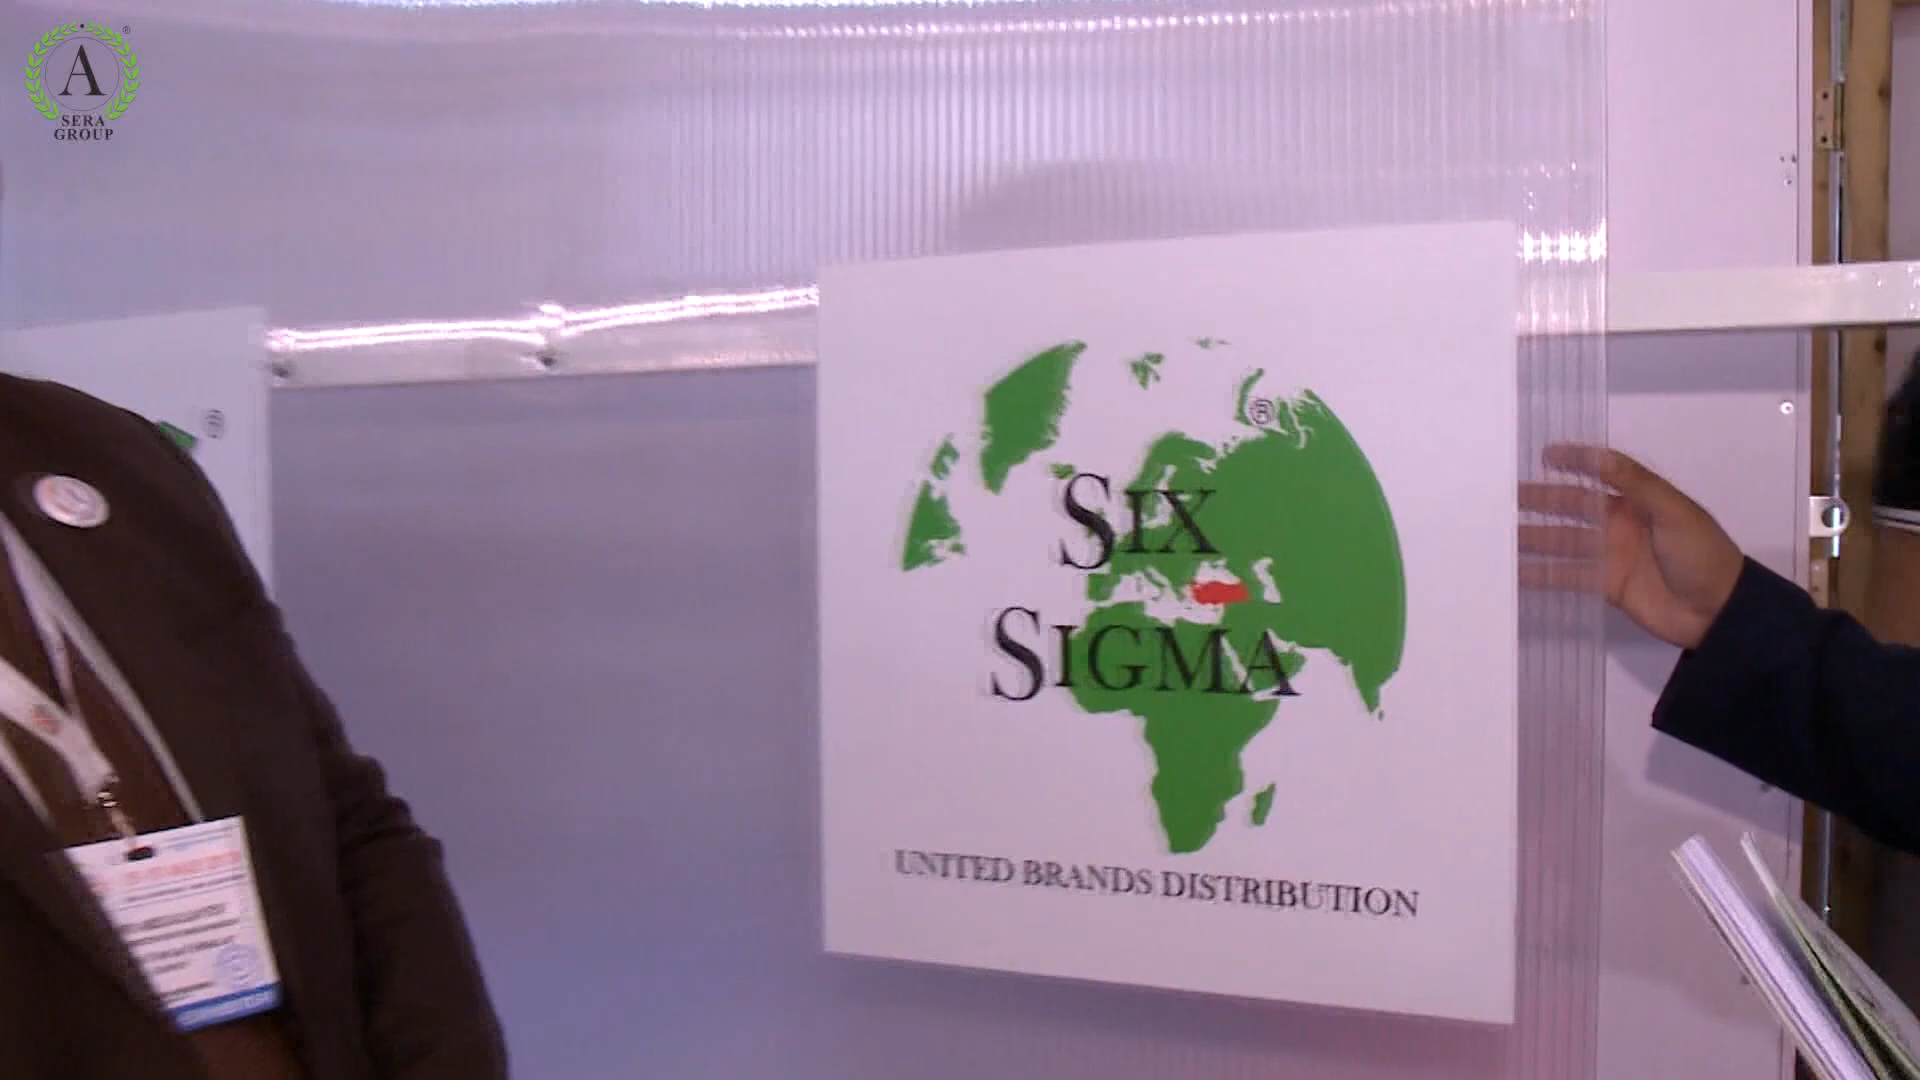 A
®
SERA
GROUP
®
®
SIX
SIGMA
UNITED BRANDS DISTRIBUTION